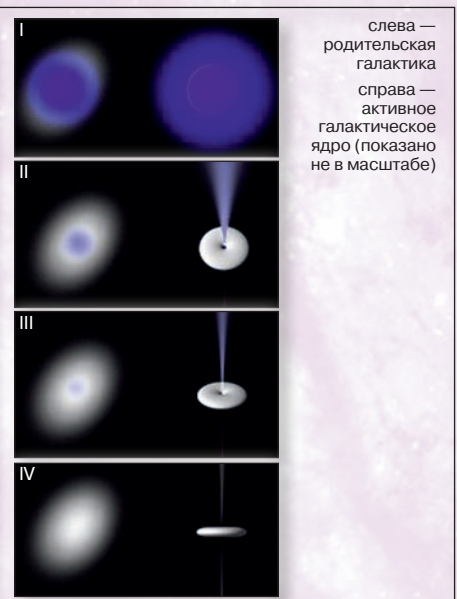 I
слева —
родительская
галактика
справа —
активное
галактическое
ядро (показано
не в масштабе)
II
III
IV